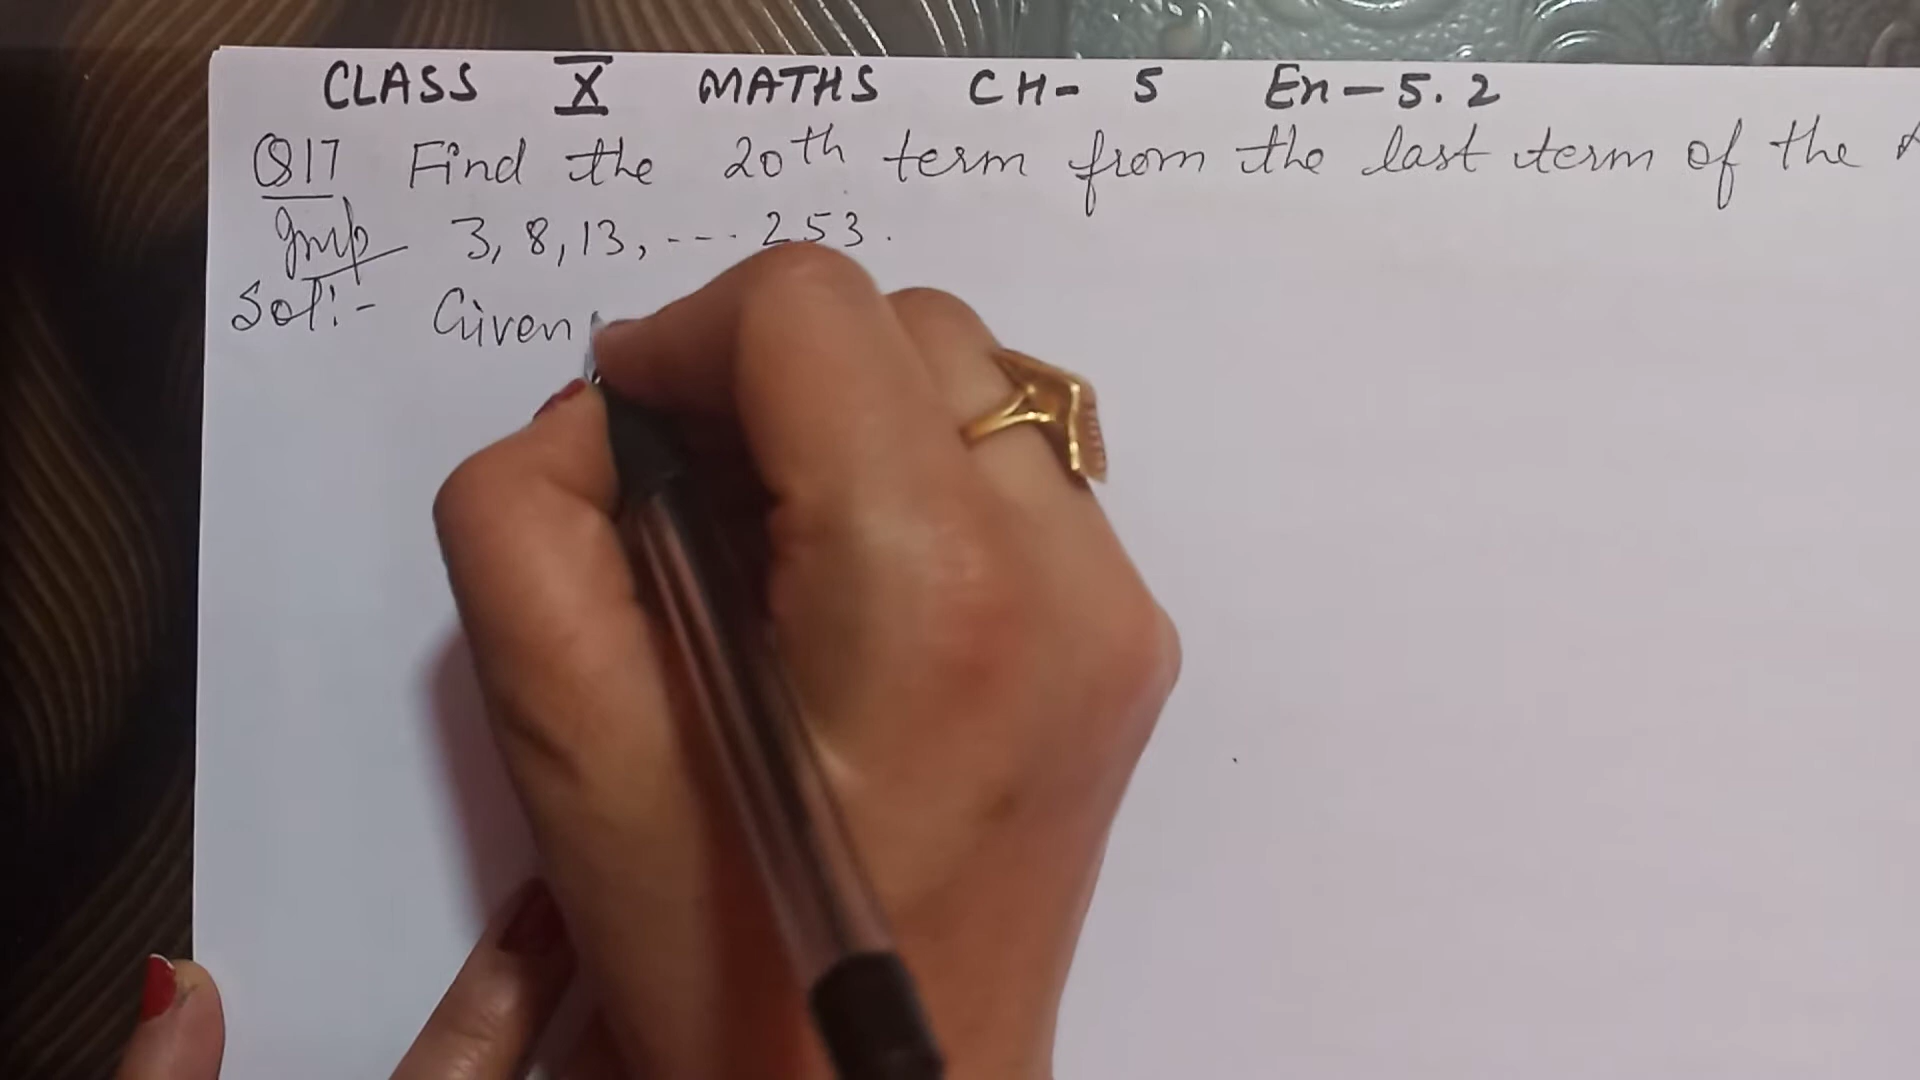 CLASS X MATHS CH- 5 En-5.2
Q17 Find the 20th term from the last term of the
Imp 3, 8, 13, ---- 253.
Sol:- Given